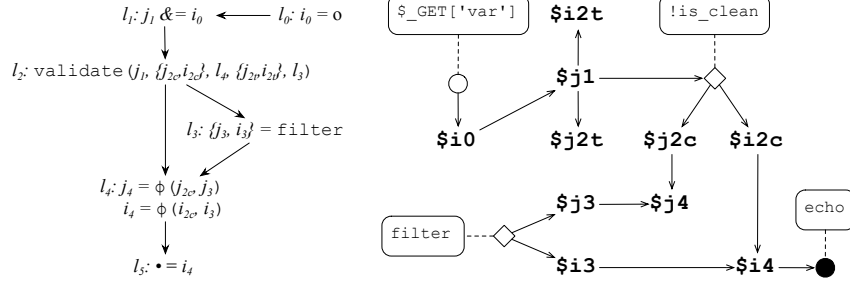 l₁: j₁ &= i₀
l₀: i₀ = o
l₂: validate (j₁, {j₂c,i₂c}, l₄, {j₂t,i₂t}, l₃)
l₃: {j₃, i₃} = filter
l₄: j₄ = ϕ (j₂c, j₃)
i₄ = ϕ (i₂c, i₃)
l₅: • = i₄
$_GET['var']
$i2t
!is_clean
$j1
$i0
$j2t
$j2c
$i2c
$j3
$j4
echo
filter
$i3
$i4